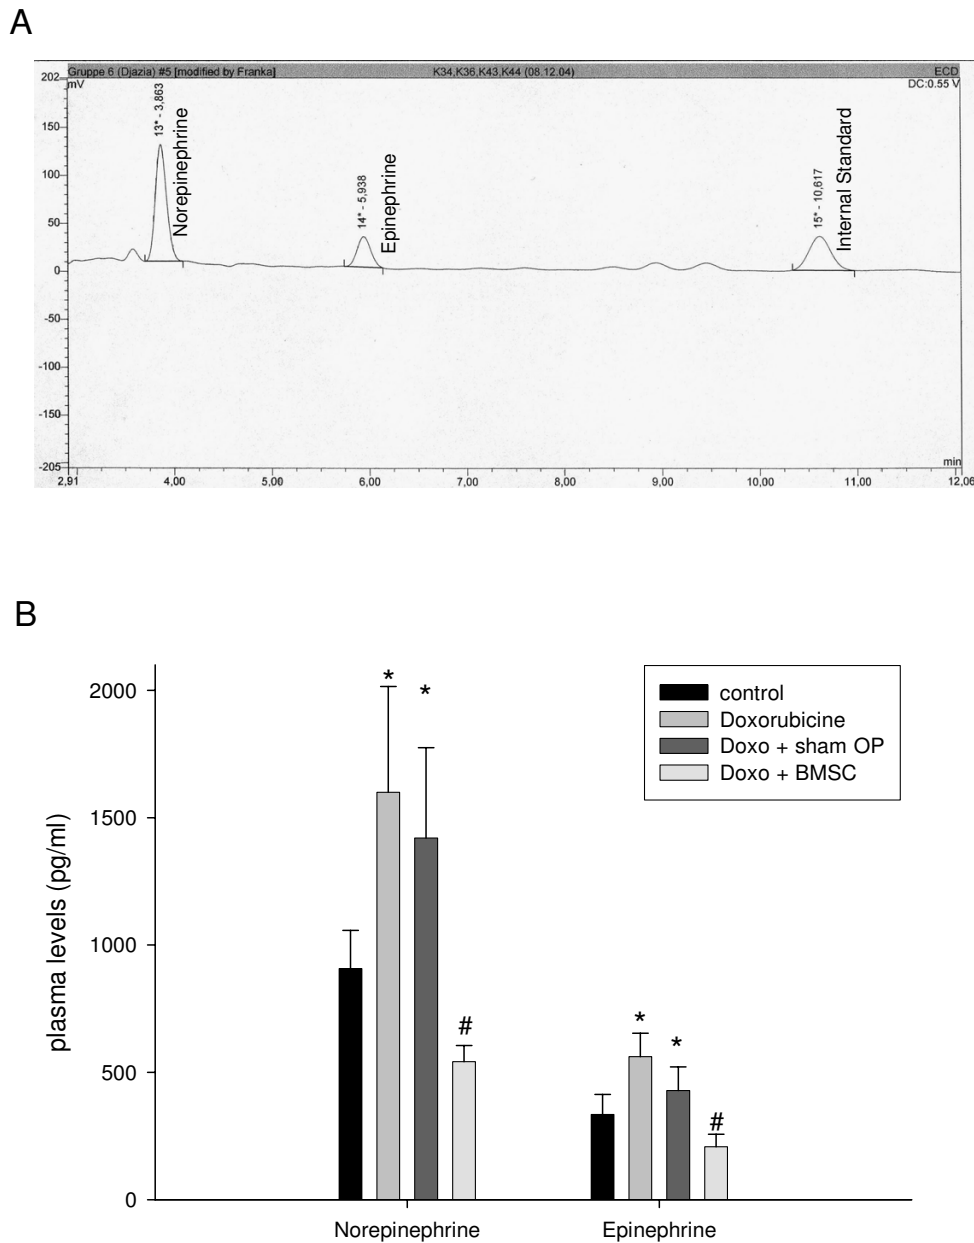 A
Gruppe 6 (Djazia) #5 [modified by Franka] K34,K36,K43,K44 (08.12.04) ECD
202
mV
DC:0.55 V
150
100
50
0
-50
-100
-150
-205
13* - 3,863
Norepinephrine
14* - 5,938
Epinephrine
15* - 10,617
Internal Standard
min
2,91 4,00 5,00 6,00 7,00 8,00 9,00 10,00 11,00 12,06
B
plasma levels (pg/ml)
2000
1500
1000
500
0
* * #
* * #
control
Doxorubicine
Doxo + sham OP
Doxo + BMSC
Norepinephrine Epinephrine